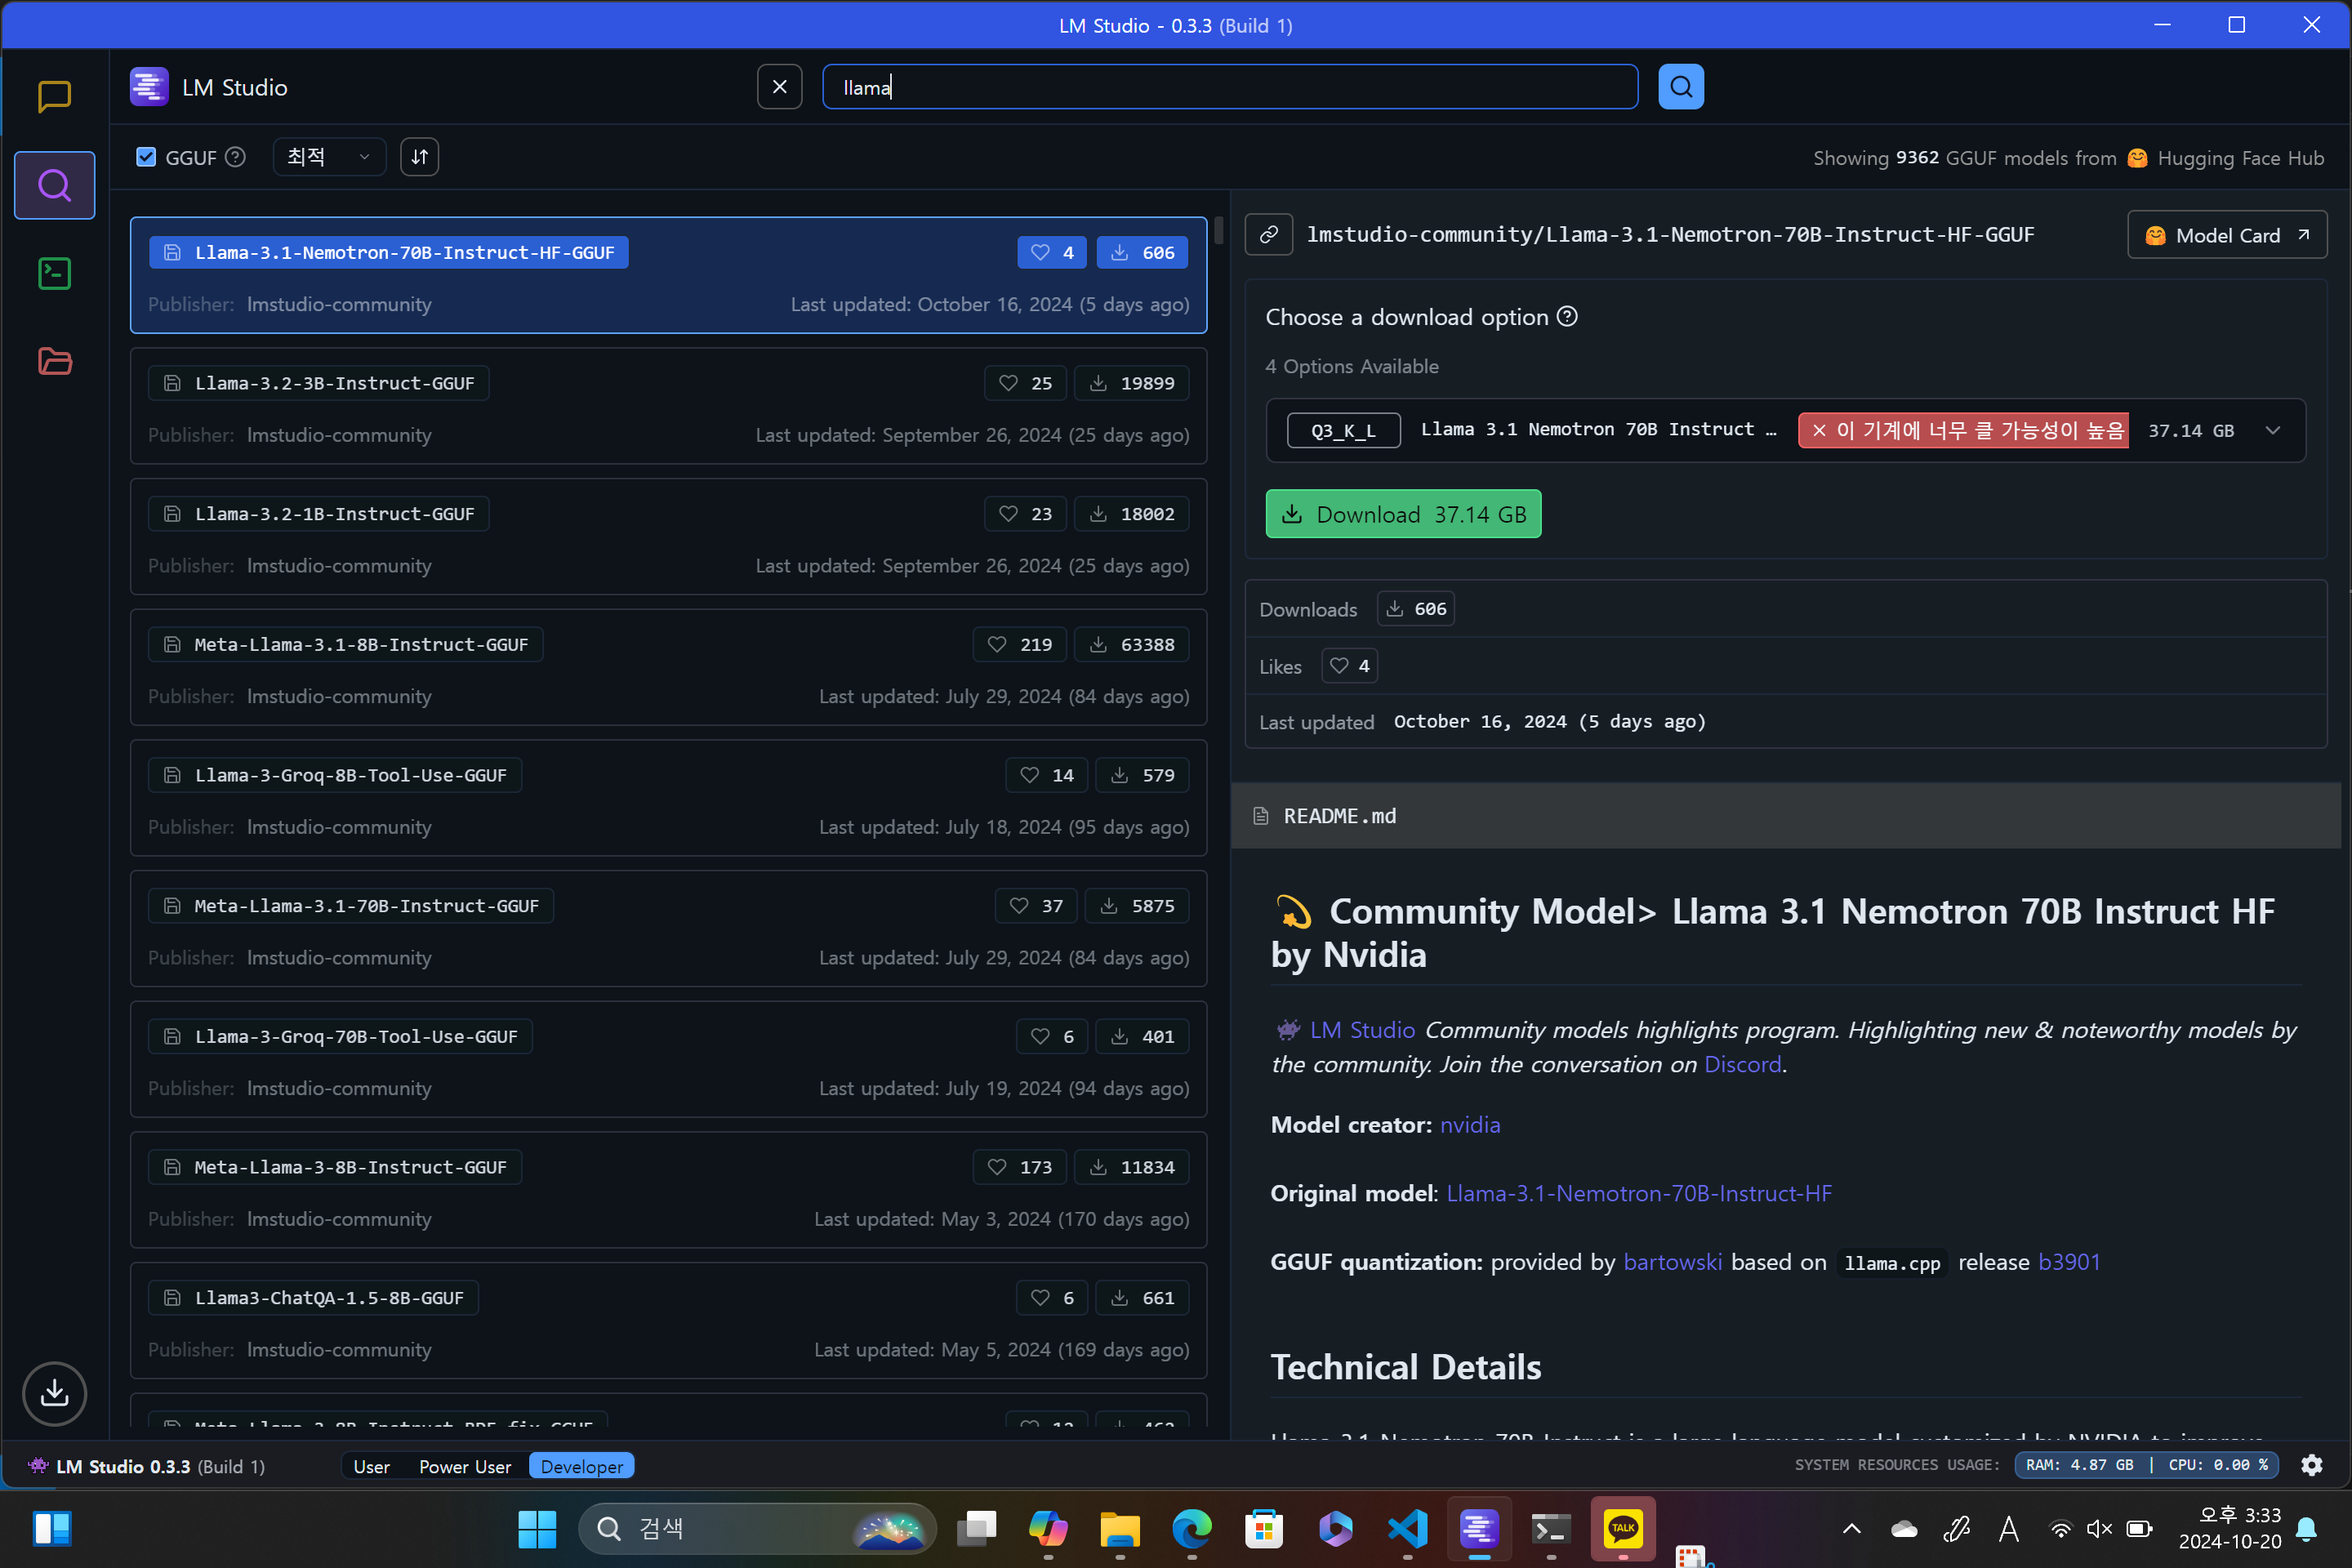 LM Studio - 0.3.3 (Build 1)
LM Studio
llama
GGUF
최적
Showing 9362 GGUF models from 🤗 Hugging Face Hub
Llama-3.1-Nemotron-70B-Instruct-HF-GGUF 4 606
Publisher: lmstudio-community Last updated: October 16, 2024 (5 days ago)
Llama-3.2-3B-Instruct-GGUF 25 19899
Publisher: lmstudio-community Last updated: September 26, 2024 (25 days ago)
Llama-3.2-1B-Instruct-GGUF 23 18002
Publisher: lmstudio-community Last updated: September 26, 2024 (25 days ago)
Meta-Llama-3.1-8B-Instruct-GGUF 219 63388
Publisher: lmstudio-community Last updated: July 29, 2024 (84 days ago)
Llama-3-Groq-8B-Tool-Use-GGUF 14 579
Publisher: lmstudio-community Last updated: July 18, 2024 (95 days ago)
Meta-Llama-3.1-70B-Instruct-GGUF 37 5875
Publisher: lmstudio-community Last updated: July 29, 2024 (84 days ago)
Llama-3-Groq-70B-Tool-Use-GGUF 6 401
Publisher: lmstudio-community Last updated: July 19, 2024 (94 days ago)
Meta-Llama-3-8B-Instruct-GGUF 173 11834
Publisher: lmstudio-community Last updated: May 3, 2024 (170 days ago)
Llama3-ChatQA-1.5-8B-GGUF 6 661
Publisher: lmstudio-community Last updated: May 5, 2024 (169 days ago)
lmstudio-community/Llama-3.1-Nemotron-70B-Instruct-HF-GGUF
🤗 Model Card
Choose a download option
4 Options Available
Q3_K_L Llama 3.1 Nemotron 70B Instruct … 이 기계에 너무 클 가능성이 높음 37.14 GB
Download 37.14 GB
Downloads 606
Likes 4
Last updated October 16, 2024 (5 days ago)
README.md
💫 Community Model> Llama 3.1 Nemotron 70B Instruct HF
by Nvidia
👾 LM Studio Community models highlights program. Highlighting new & noteworthy models by
the community. Join the conversation on Discord.
Model creator: nvidia
Original model: Llama-3.1-Nemotron-70B-Instruct-HF
GGUF quantization: provided by bartowski based on llama.cpp release b3901
Technical Details
👾 LM Studio 0.3.3 (Build 1)
User Power User Developer
SYSTEM RESOURCES USAGE: RAM: 4.87 GB | CPU: 0.00 %
검색
TALK
A
오후 3:33
2024-10-20